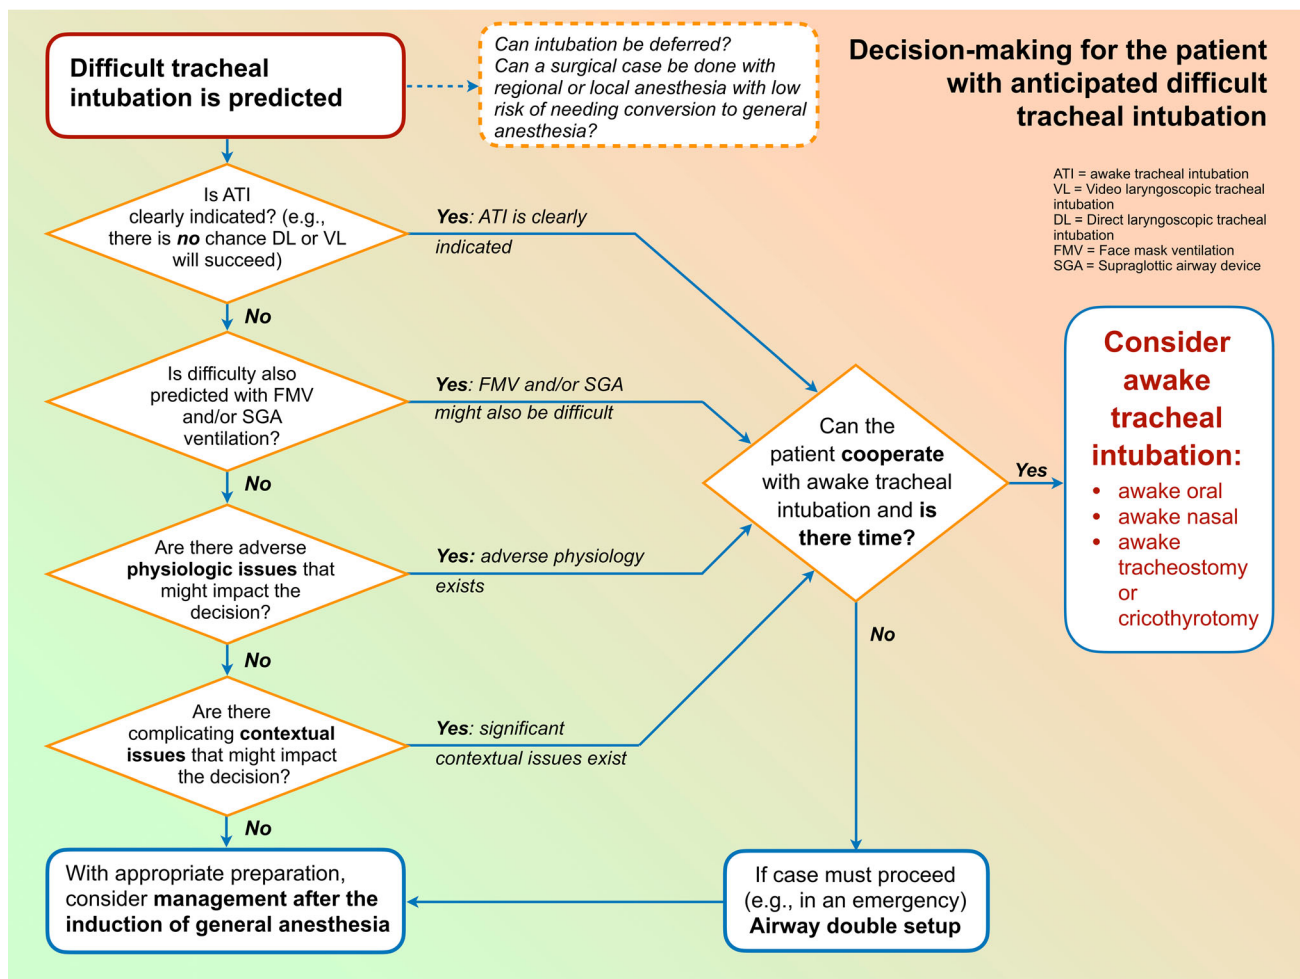 Difficult tracheal
intubation is predicted
Can intubation be deferred?
Can a surgical case be done with
regional or local anesthesia with low
risk of needing conversion to general
anesthesia?
Decision-making for the patient
with anticipated difficult
tracheal intubation
ATI = awake tracheal intubation
VL = Video laryngoscopic tracheal
intubation
DL = Direct laryngoscopic tracheal
intubation
FMV = Face mask ventilation
SGA = Supraglottic airway device
Is ATI
clearly indicated? (e.g.,
there is no chance DL or VL
will succeed)
Yes: ATI is clearly
indicated
No
Is difficulty also
predicted with FMV
and/or SGA
ventilation?
Yes: FMV and/or SGA
might also be difficult
No
Are there adverse
physiologic issues that
might impact the
decision?
Yes: adverse physiology
exists
No
Are there
complicating contextual
issues that might impact
the decision?
Yes: significant
contextual issues exist
No
With appropriate preparation,
consider management after the
induction of general anesthesia
Can the
patient cooperate
with awake tracheal
intubation and is
there time?
Yes
No
Consider
awake
tracheal
intubation:
• awake oral
• awake nasal
• awake
tracheostomy
or
cricothyrotomy
If case must proceed
(e.g., in an emergency)
Airway double setup